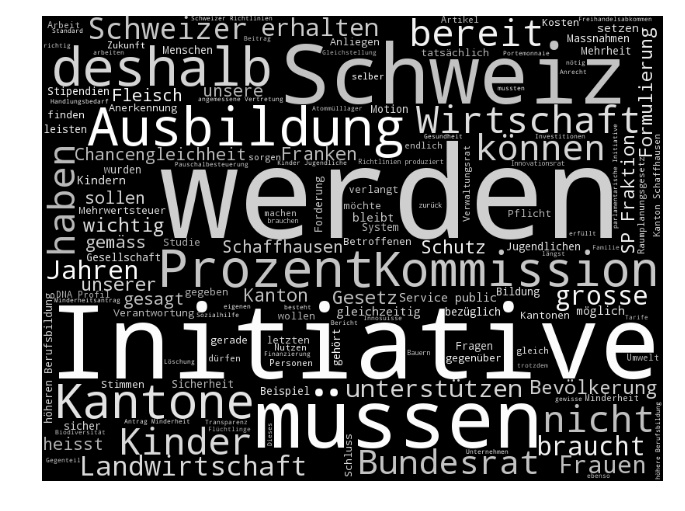 Arbeit
Schweizer Richtlinien
Artikel
Kosten
Freihandelsabkommen
Standard
Schweizer erhalten
bereit
setzen
richtig
Zukunft
Beitrag
Anliegen
Massnahmen
arbeiten
Menschen
Gleichstellung
tatsächlich
Mehrheit
Formulierung
deshalb
Schweiz
selber
Portemonnaie
nötig
Stipendien
Fleisch
unsere
Anrecht
Handlungsbedarf
Anerkennung
angemessene Vertretung
Atommülllager
Motion
mussten
finden
Ausbildung
Wirtschaft
leisten
Gesundheit
Investitionen
parlamentarische Initiative
haben
Chancengleichheit
sorgen
Franken
endlich
können
SP Fraktion
Raumplanungsgesetz
Kanton Schaffhausen
wurden
Pauschalbesteuerung
Kinder Jugendliche
Richtlinien produziert
Innovationsrat
Verwaltungsrat
Kindern
werden
sollen
Forderung
verlangt
zurück
Mehrwertsteuer
machen
möchte
Pflicht
wichtig
brauchen
bleibt
erfüllt
Studie
System
gemäss
Schaffhausen
Betroffenen
Schutz
Jugendlichen
Familie
Gesellschaft
längst
Jahren
Prozent
Kommission
unserer
DNA Profil
gegeben
Kanton
Gesetz
Service public
Bildung
grosse
Minderheitsantrag
gesagt
eigenen
besteht
Innosuisse
gleichzeitig
bezüglich
Kantonen
möglich
Verantwortung
Sozialhilfe
wollen
Bericht
Tarife
höheren Berufsbildung
Initiative
gerade
letzten
gehört
Fragen
Nutzen
Bauern
gleich
Umwelt
dürfen
Finanzierung
gegenüber
Löschung
Personen
trotzdem
Stimmen
Sicherheit
Beispiel
unterstützen
Bevölkerung
Kantone
gewisse
Minderheit
müssen
nicht
sicher
Antrag Minderheit
Transparenz
Biodiversität
Flüchtlinge
Dieses
heisst
Kinder
Schluss
braucht
höhere Berufsbildung
Gegenteil
Landwirtschaft
Bundesrat
Unternehmen
Frauen
ebenso